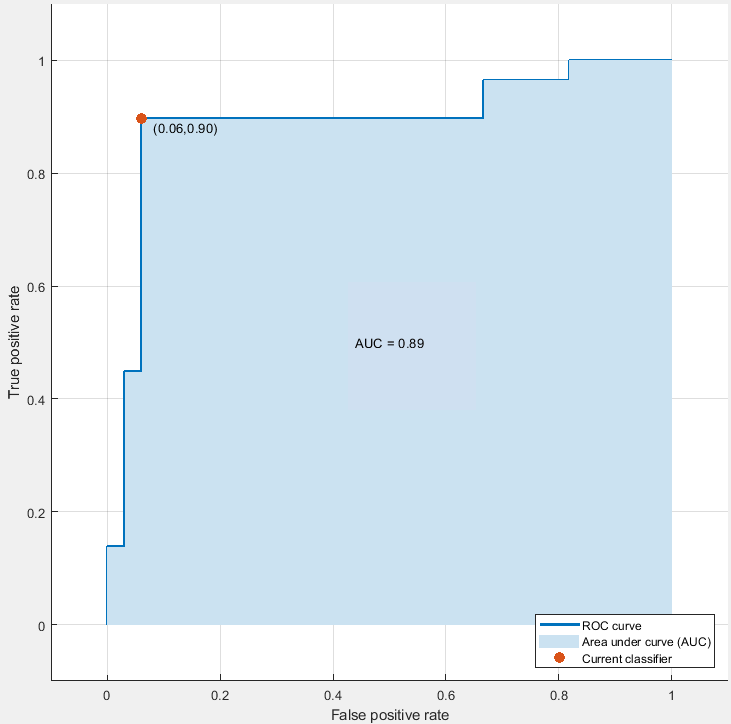 1
0.8
0.6
0.4
0.2
0
True positive rate
(0.06,0.90)
AUC = 0.89
ROC curve
Area under curve (AUC)
Current classifier
0 0.2 0.4 0.6 0.8 1
False positive rate